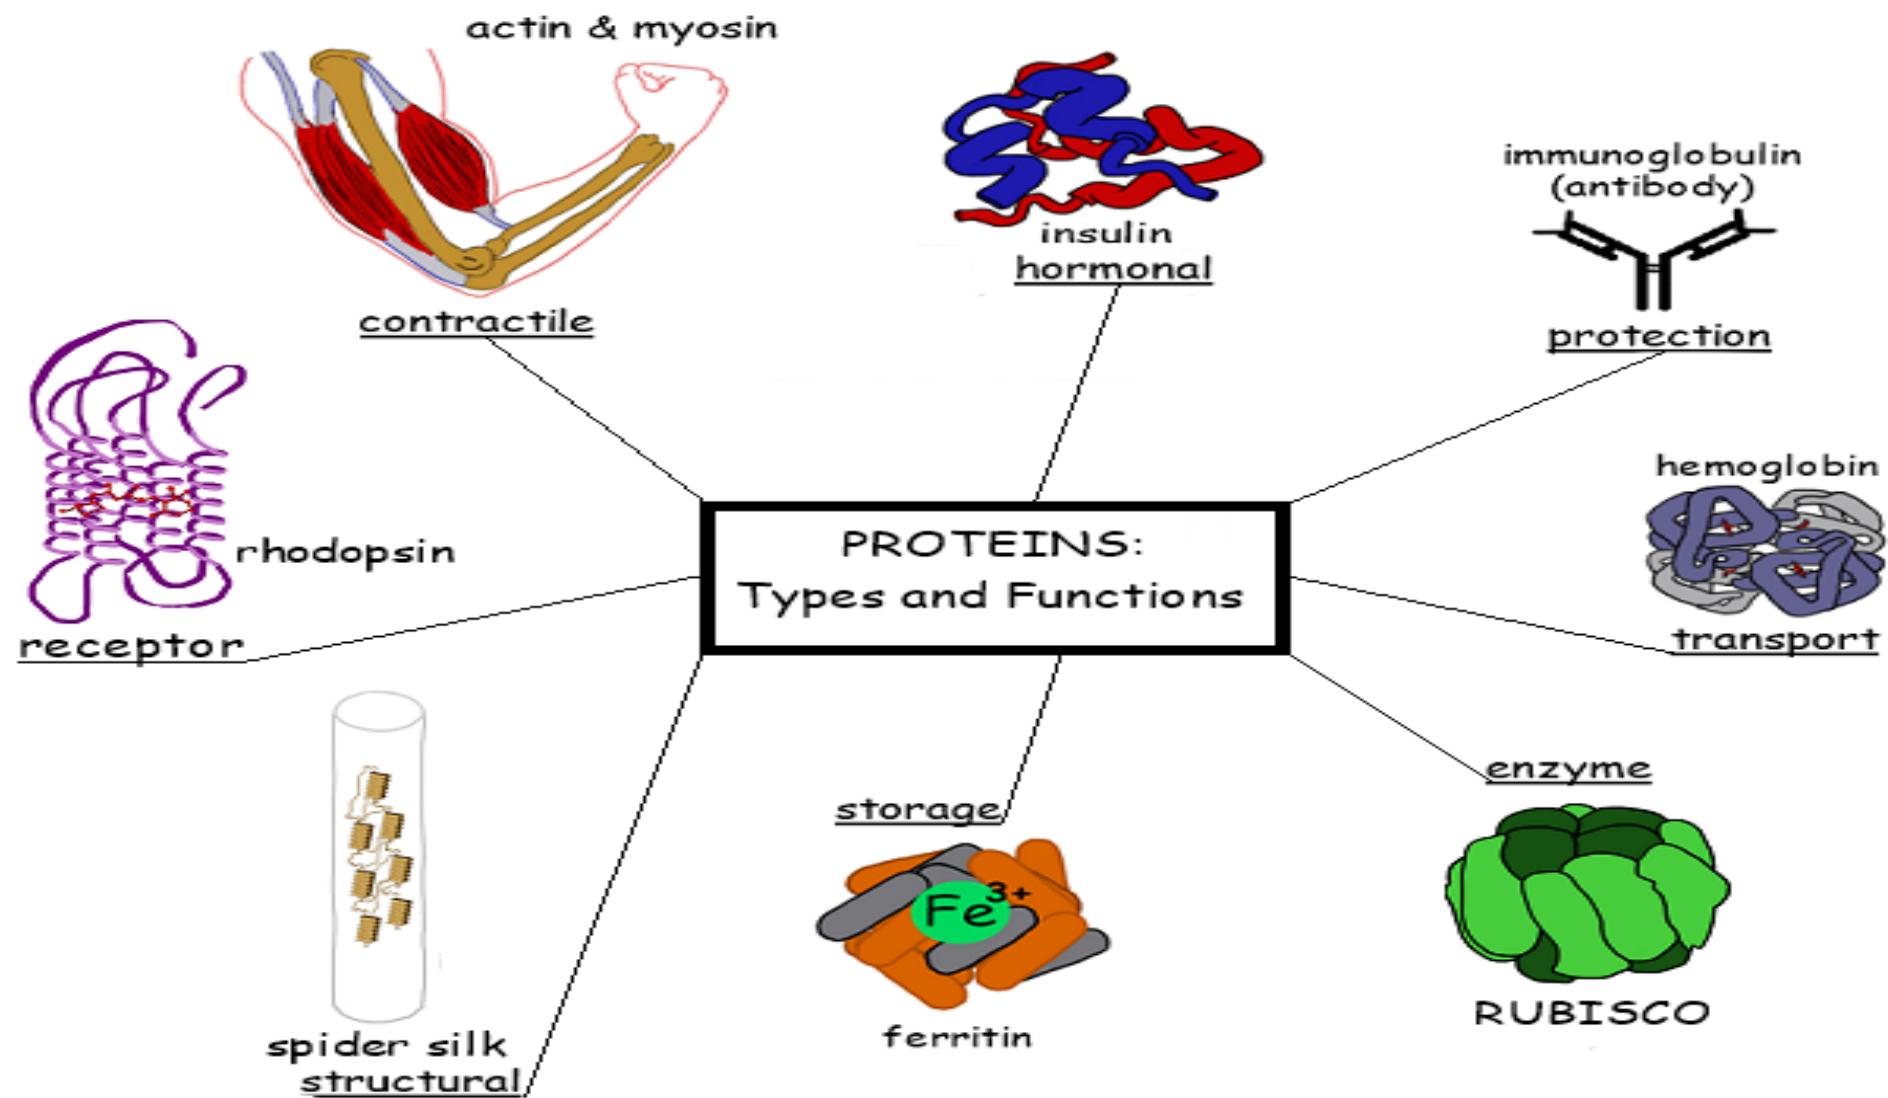 actin & myosin
contractile
insulin
hormonal
immunoglobulin
(antibody)
protection
rhodopsin
receptor
PROTEINS:
Types and Functions
hemoglobin
transport
spider silk
structural
storage
Fe3+
ferritin
enzyme
RUBISCO